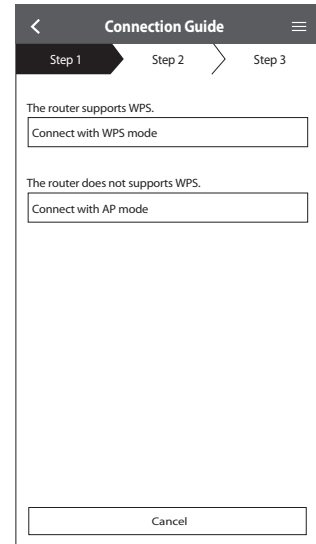 Connection Guide
Step 1
Step 2
Step 3
The router supports WPS.
Connect with WPS mode
The router does not supports WPS.
Connect with AP mode
Cancel